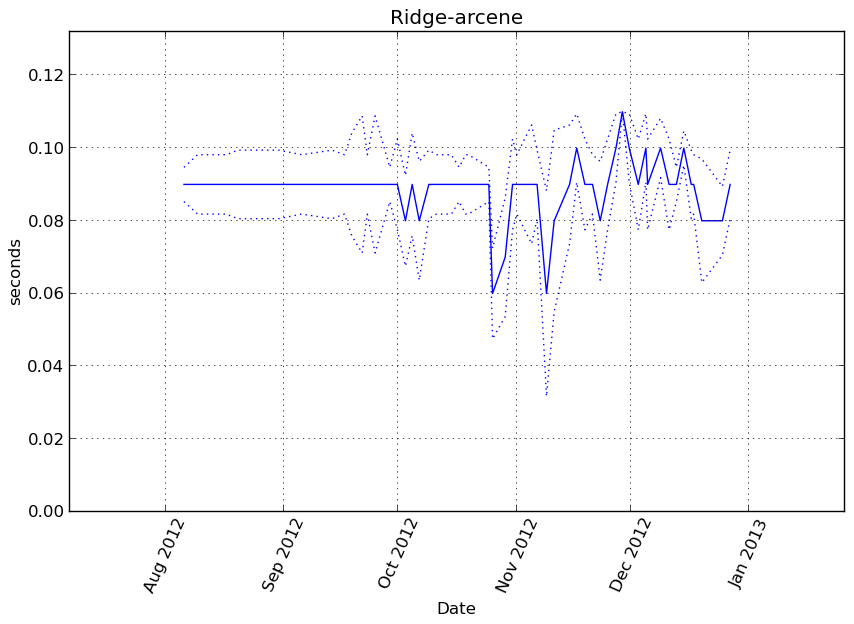 Ridge-arcene
0.12
0.10
0.08
0.06
0.04
0.02
0.00
seconds
Aug 2012
Sep 2012
Oct 2012
Nov 2012
Dec 2012
Jan 2013
Date